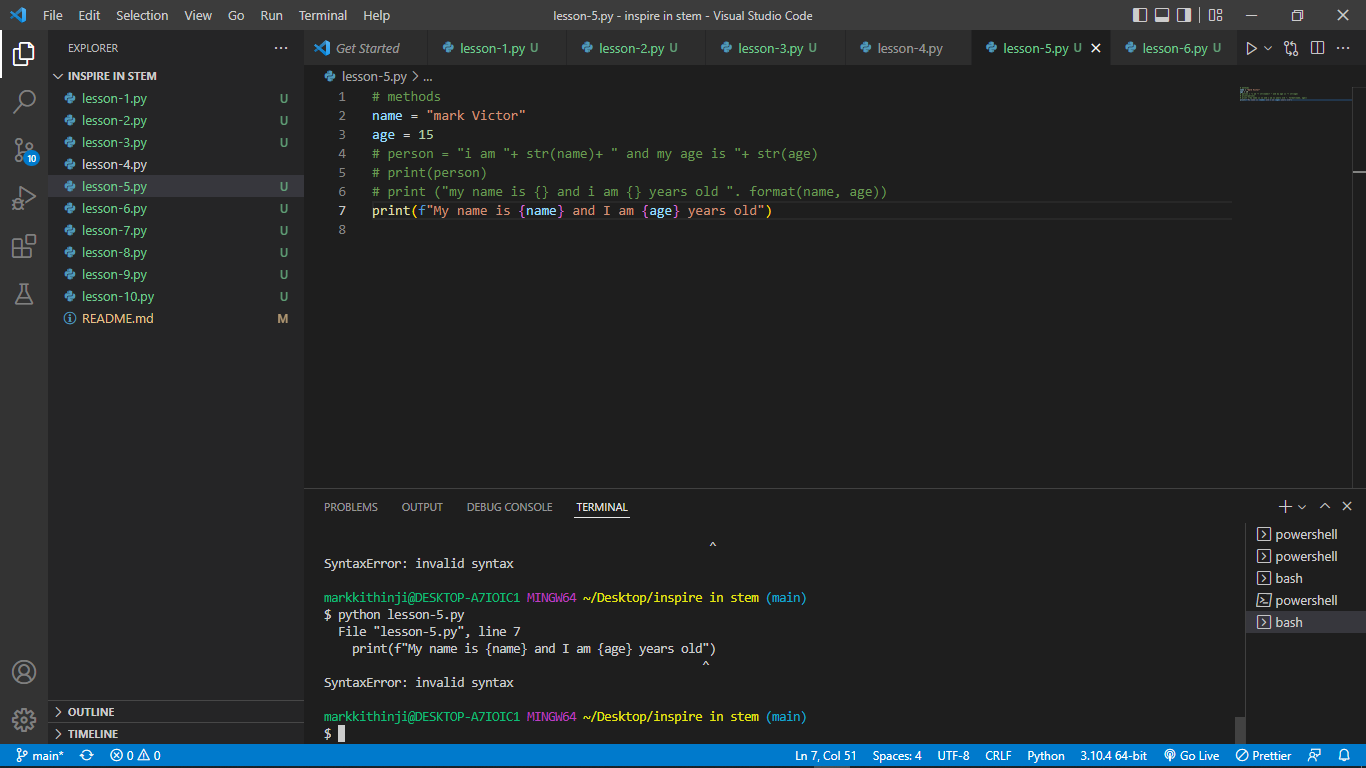 File Edit Selection View Go Run Terminal Help lesson-5.py - inspire in stem - Visual Studio Code
EXPLORER
INSPIRE IN STEM
lesson-1.py U
lesson-2.py U
lesson-3.py U
lesson-4.py
lesson-5.py U
lesson-6.py U
lesson-7.py U
lesson-8.py U
lesson-9.py U
lesson-10.py U
README.md M
10
OUTLINE
TIMELINE
Get Started lesson-1.py U lesson-2.py U lesson-3.py U lesson-4.py lesson-5.py U lesson-6.py U
lesson-5.py > ...
1 # methods
2 name = "mark Victor"
3 age = 15
4 # person = "i am "+ str(name)+ " and my age is "+ str(age)
5 # print(person)
6 # print ("my name is {} and i am {} years old ". format(name, age))
7 print(f"My name is {name} and I am {age} years old")
8
PROBLEMS OUTPUT DEBUG CONSOLE TERMINAL
^
SyntaxError: invalid syntax
markkithinji@DESKTOP-A7IOIC1 MINGW64 ~/Desktop/inspire in stem (main)
$ python lesson-5.py
File "lesson-5.py", line 7
print(f"My name is {name} and I am {age} years old")
^
SyntaxError: invalid syntax
markkithinji@DESKTOP-A7IOIC1 MINGW64 ~/Desktop/inspire in stem (main)
$
powershell
powershell
bash
powershell
bash
main* 0 0 Ln 7, Col 51 Spaces: 4 UTF-8 CRLF Python 3.10.4 64-bit Go Live Prettier